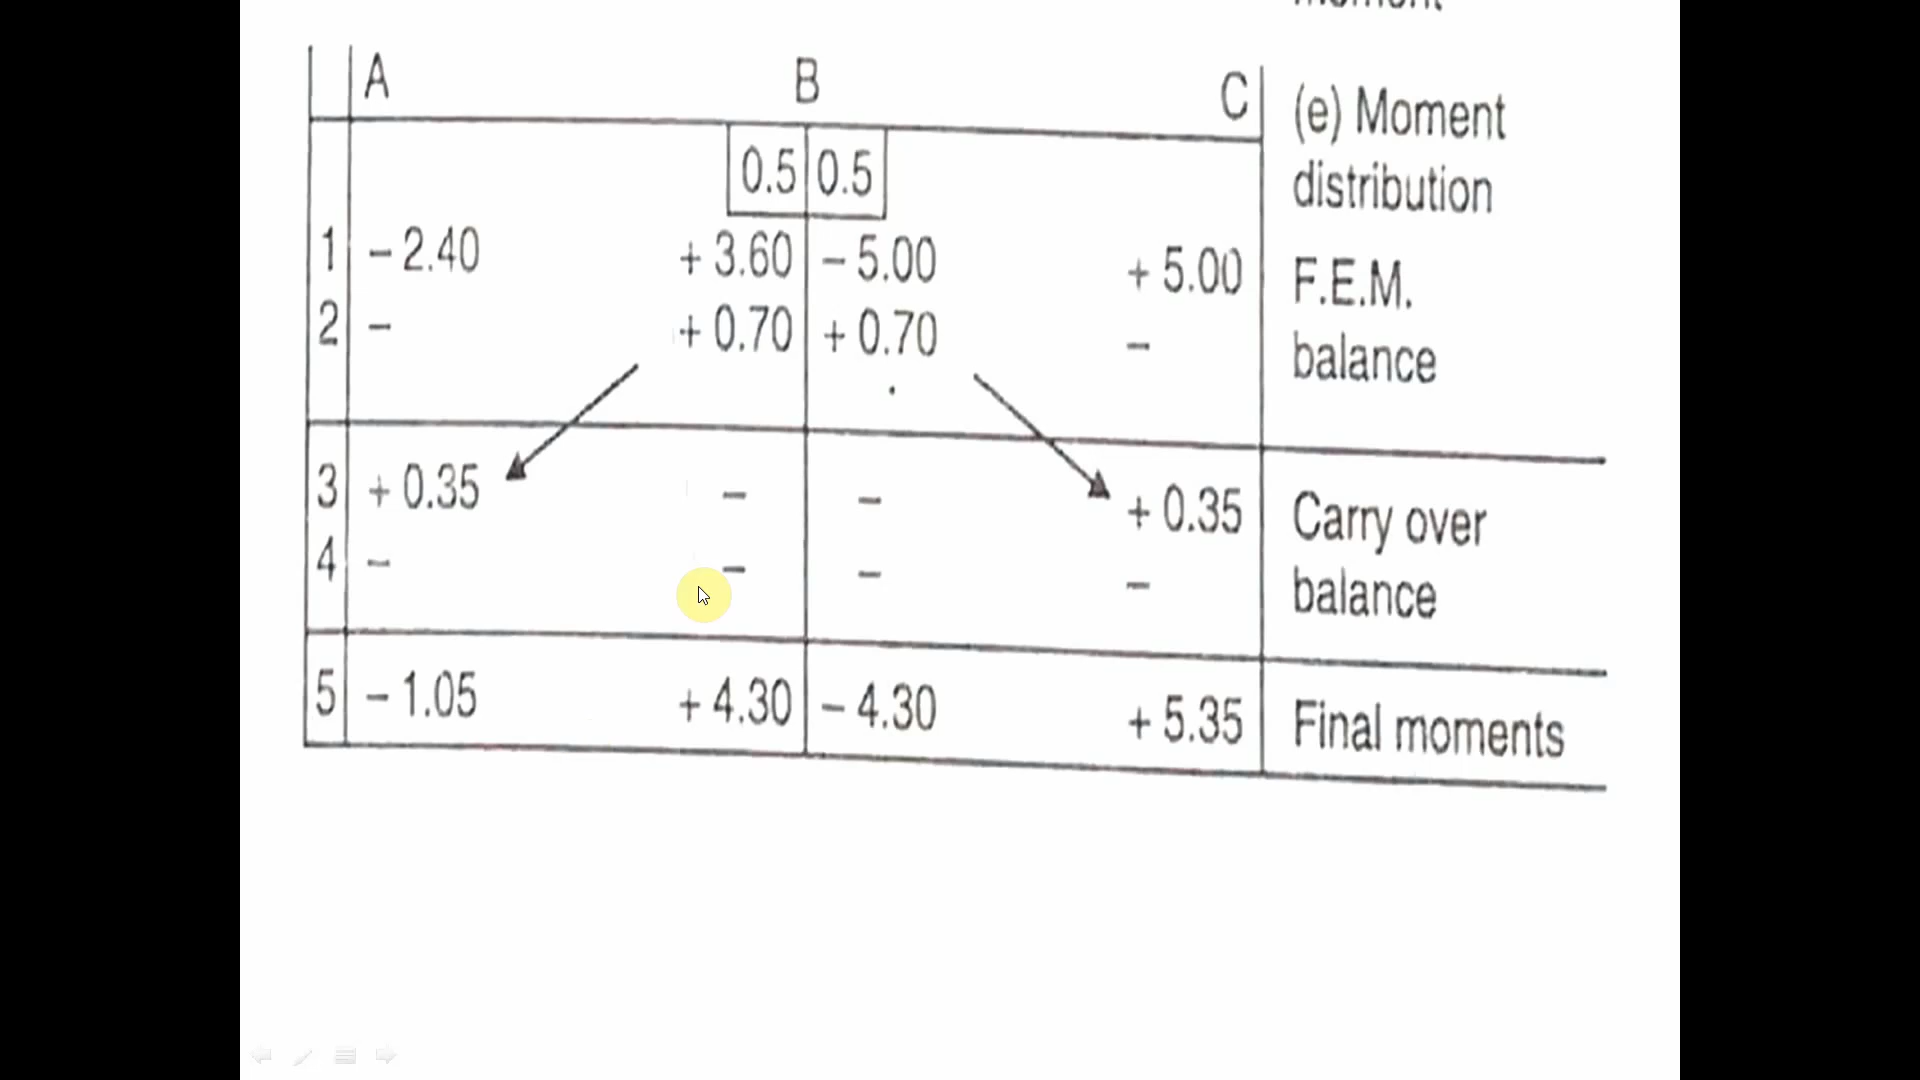 A B C
(e) Moment
distribution
0.5 0.5
1 – 2.40 + 3.60 – 5.00 + 5.00 F.E.M.
2 – + 0.70 + 0.70 – balance
3 + 0.35 – – + 0.35 Carry over
4 – – – – balance
5 – 1.05 + 4.30 – 4.30 + 5.35 Final moments